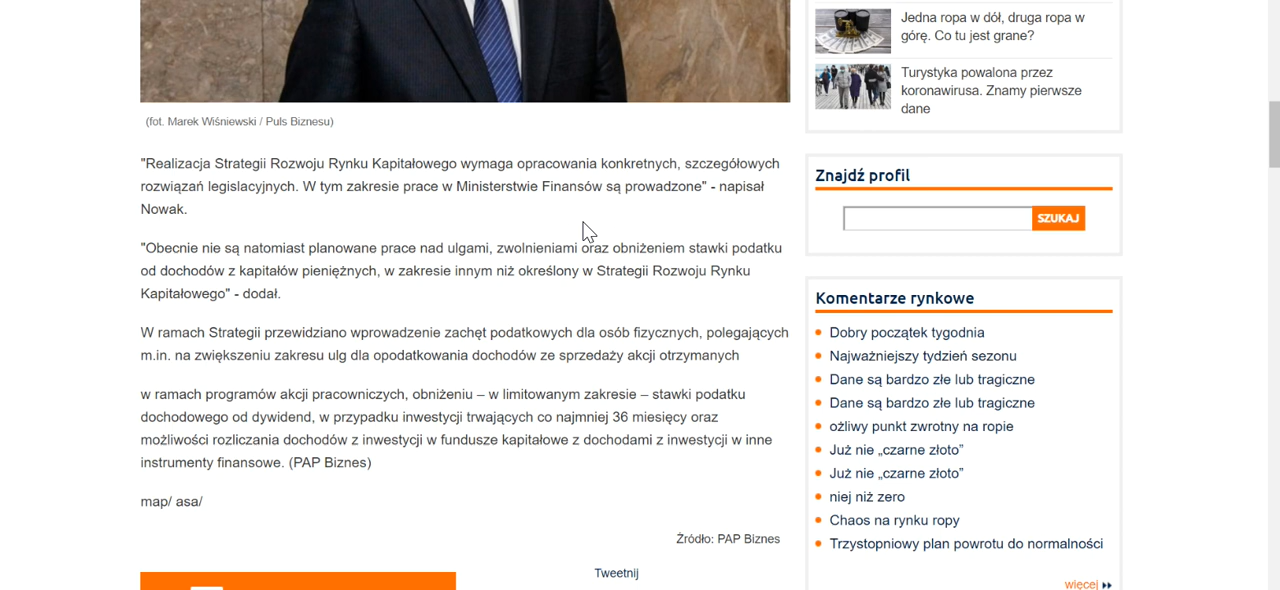 (fot. Marek Wiśniewski / Puls Biznesu)
"Realizacja Strategii Rozwoju Rynku Kapitałowego wymaga opracowania konkretnych, szczegółowych
rozwiązań legislacyjnych. W tym zakresie prace w Ministerstwie Finansów są prowadzone" - napisał
Nowak.
"Obecnie nie są natomiast planowane prace nad ulgami, zwolnieniami oraz obniżeniem stawki podatku
od dochodów z kapitałów pieniężnych, w zakresie innym niż określony w Strategii Rozwoju Rynku
Kapitałowego" - dodał.
W ramach Strategii przewidziano wprowadzenie zachęt podatkowych dla osób fizycznych, polegających
m.in. na zwiększeniu zakresu ulg dla opodatkowania dochodów ze sprzedaży akcji otrzymanych
w ramach programów akcji pracowniczych, obniżeniu – w limitowanym zakresie – stawki podatku
dochodowego od dywidend, w przypadku inwestycji trwających co najmniej 36 miesięcy oraz
możliwości rozliczania dochodów z inwestycji w fundusze kapitałowe z dochodami z inwestycji w inne
instrumenty finansowe. (PAP Biznes)
map/ asa/
Źródło: PAP Biznes
Tweetnij
Jedna ropa w dół, druga ropa w
górę. Co tu jest grane?
Turystyka powalona przez
koronawirusa. Znamy pierwsze
dane
Znajdź profil
SZUKAJ
Komentarze rynkowe
Dobry początek tygodnia
Najważniejszy tydzień sezonu
Dane są bardzo złe lub tragiczne
Dane są bardzo złe lub tragiczne
ożliwy punkt zwrotny na ropie
Już nie „czarne złoto”
Już nie „czarne złoto”
niej niż zero
Chaos na rynku ropy
Trzystopniowy plan powrotu do normalności
więcej